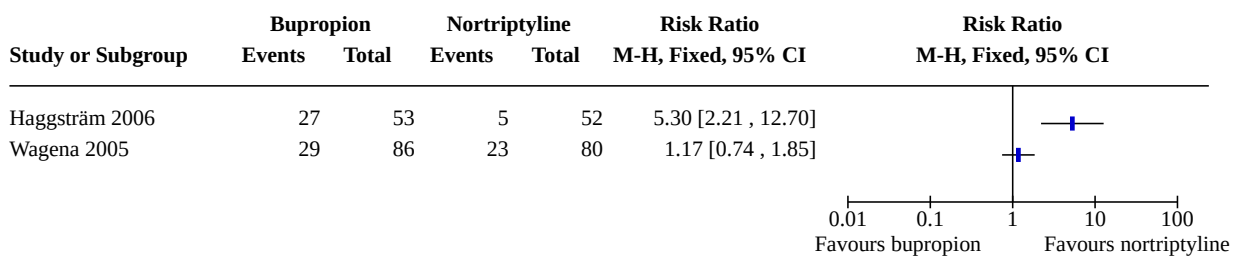 Bupropion Nortriptyline Risk Ratio Risk Ratio
Study or Subgroup Events Total Events Total M-H, Fixed, 95% CI M-H, Fixed, 95% CI
Haggsträm 2006 27 53 5 52 5.30 [2.21 , 12.70]
Wagena 2005 29 86 23 80 1.17 [0.74 , 1.85]
0.01 0.1 1 10 100
Favours bupropion Favours nortriptyline